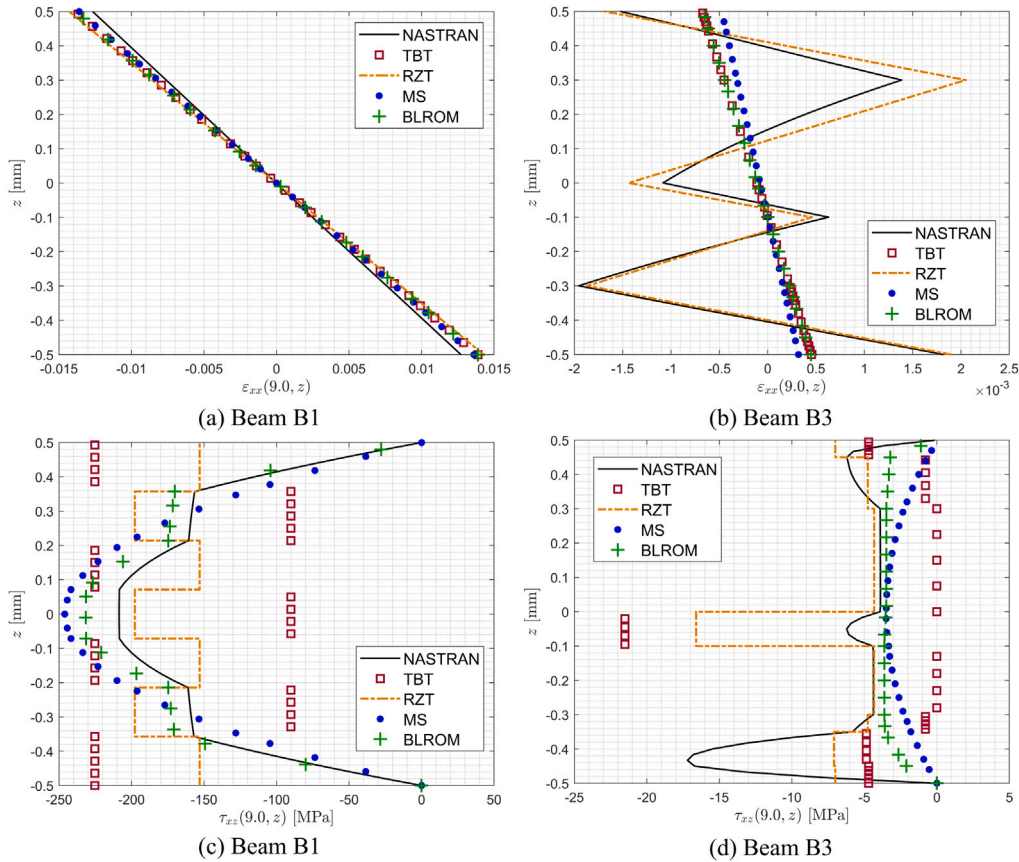 0.5
0.4
0.3
0.2
0.1
0
-0.1
-0.2
-0.3
-0.4
-0.5
z [mm]
NASTRAN
TBT
RZT
MS
BLROM
-0.015
-0.01
-0.005
0
0.005
0.01
0.015
ε_xx(9.0, z)
(a) Beam B1
0.5
0.4
0.3
0.2
0.1
0
-0.1
-0.2
-0.3
-0.4
-0.5
z [mm]
NASTRAN
TBT
RZT
MS
BLROM
-2
-1.5
-1
-0.5
0
0.5
1
1.5
2
2.5
×10⁻³
ε_xx(9.0, z)
(b) Beam B3
0.5
0.4
0.3
0.2
0.1
0
-0.1
-0.2
-0.3
-0.4
-0.5
z [mm]
NASTRAN
TBT
RZT
MS
BLROM
-250
-200
-150
-100
-50
0
50
τ_xz(9.0, z) [MPa]
(c) Beam B1
0.5
0.4
0.3
0.2
0.1
0
-0.1
-0.2
-0.3
-0.4
-0.5
z [mm]
NASTRAN
TBT
RZT
MS
BLROM
-25
-20
-15
-10
-5
0
5
τ_xz(9.0, z) [MPa]
(d) Beam B3